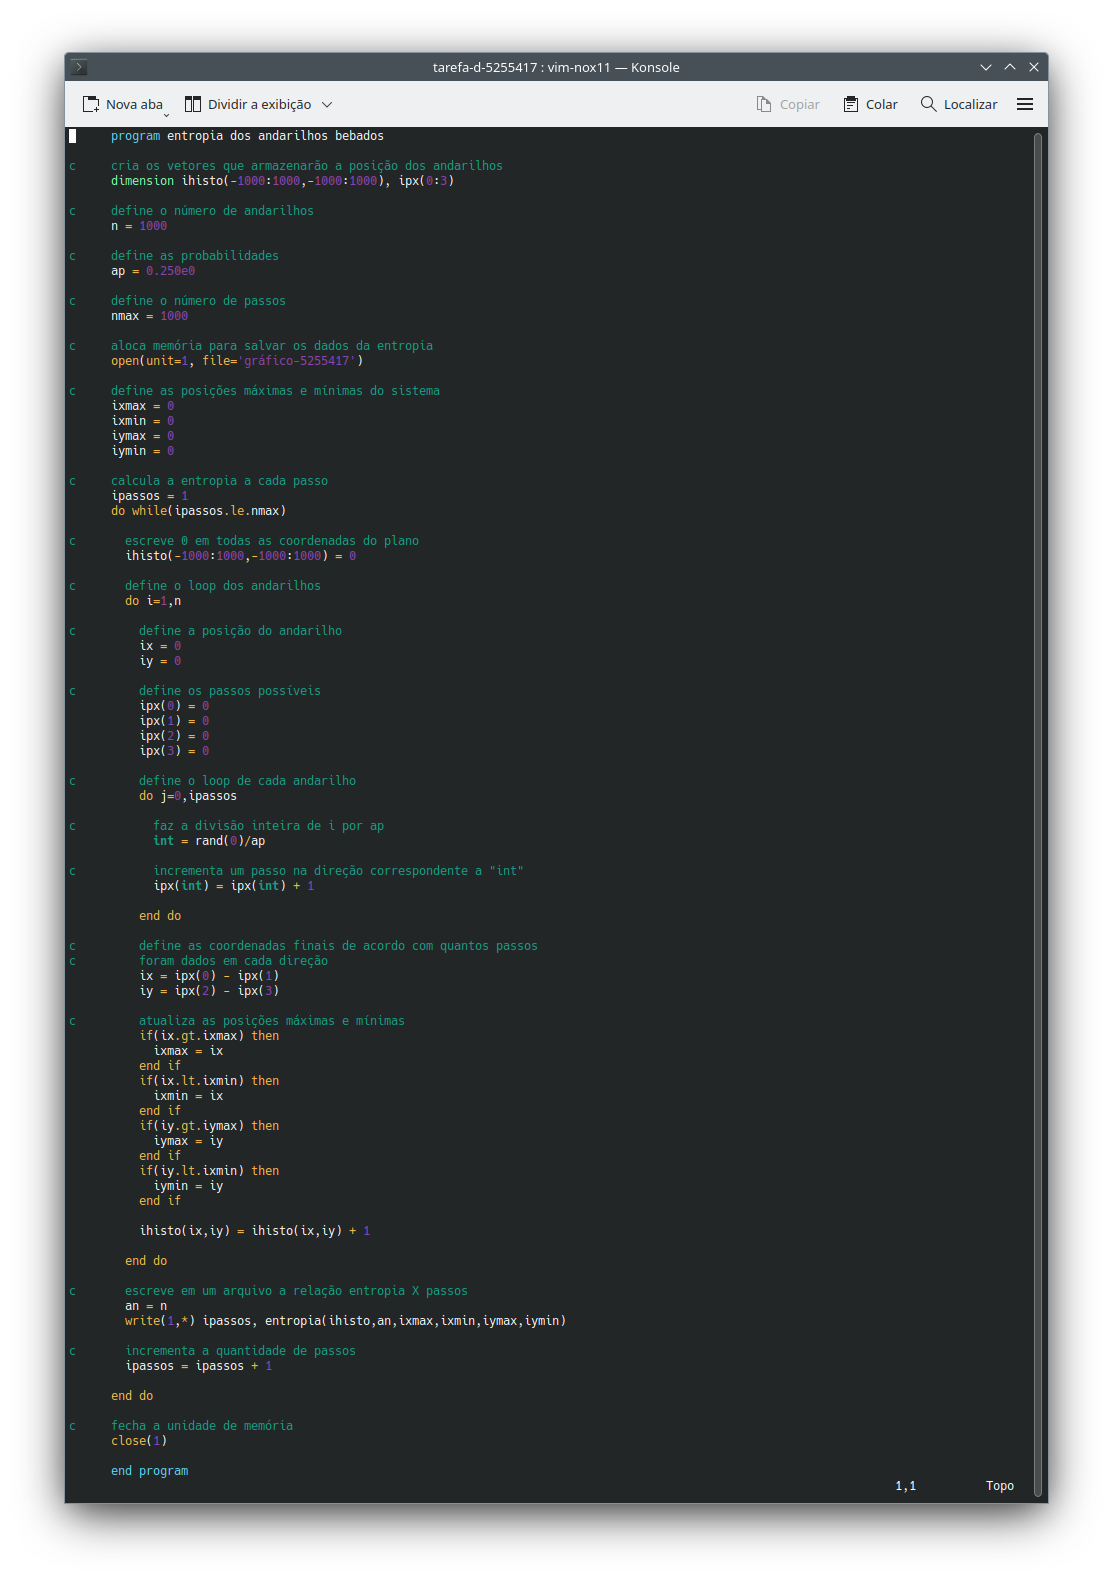 tarefa-d-5255417 : vim-nox11 — Konsole
Nova aba Dividir a exibição Copiar Colar Localizar
      program entropia dos andarilhos bebados

c     cria os vetores que armazenarão a posição dos andarilhos
      dimension ihisto(-1000:1000,-1000:1000), ipx(0:3)

c     define o número de andarilhos
      n = 1000

c     define as probabilidades
      ap = 0.250e0

c     define o número de passos
      nmax = 1000

c     aloca memória para salvar os dados da entropia
      open(unit=1, file='gráfico-5255417')

c     define as posições máximas e mínimas do sistema
      ixmax = 0
      ixmin = 0
      iymax = 0
      iymin = 0

c     calcula a entropia a cada passo
      ipassos = 1
      do while(ipassos.le.nmax)

c       escreve 0 em todas as coordenadas do plano
        ihisto(-1000:1000,-1000:1000) = 0

c       define o loop dos andarilhos
        do i=1,n

c         define a posição do andarilho
          ix = 0
          iy = 0

c         define os passos possíveis
          ipx(0) = 0
          ipx(1) = 0
          ipx(2) = 0
          ipx(3) = 0

c         define o loop de cada andarilho
          do j=0,ipassos

c           faz a divisão inteira de i por ap
            int = rand(0)/ap

c           incrementa um passo na direção correspondente a "int"
            ipx(int) = ipx(int) + 1

          end do

c         define as coordenadas finais de acordo com quantos passos
c         foram dados em cada direção
          ix = ipx(0) - ipx(1)
          iy = ipx(2) - ipx(3)

c         atualiza as posições máximas e mínimas
          if(ix.gt.ixmax) then
            ixmax = ix
          end if
          if(ix.lt.ixmin) then
            ixmin = ix
          end if
          if(iy.gt.iymax) then
            iymax = iy
          end if
          if(iy.lt.ixmin) then
            iymin = iy
          end if

          ihisto(ix,iy) = ihisto(ix,iy) + 1

        end do

c       escreve em um arquivo a relação entropia X passos
        an = n
        write(1,*) ipassos, entropia(ihisto,an,ixmax,ixmin,iymax,iymin)

c       incrementa a quantidade de passos
        ipassos = ipassos + 1

      end do

c     fecha a unidade de memória
      close(1)

      end program
1,1 Topo